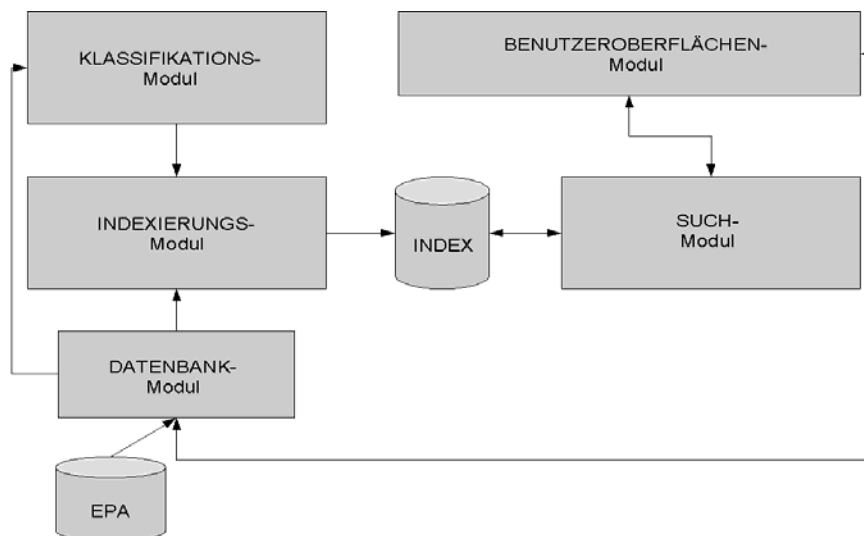 KLASSIFIKATIONS-
Modul
BENUTZEROBERFLÄCHEN-
Modul
INDEXIERUNGS-
Modul
INDEX
SUCH-
Modul
DATENBANK-
Modul
EPA